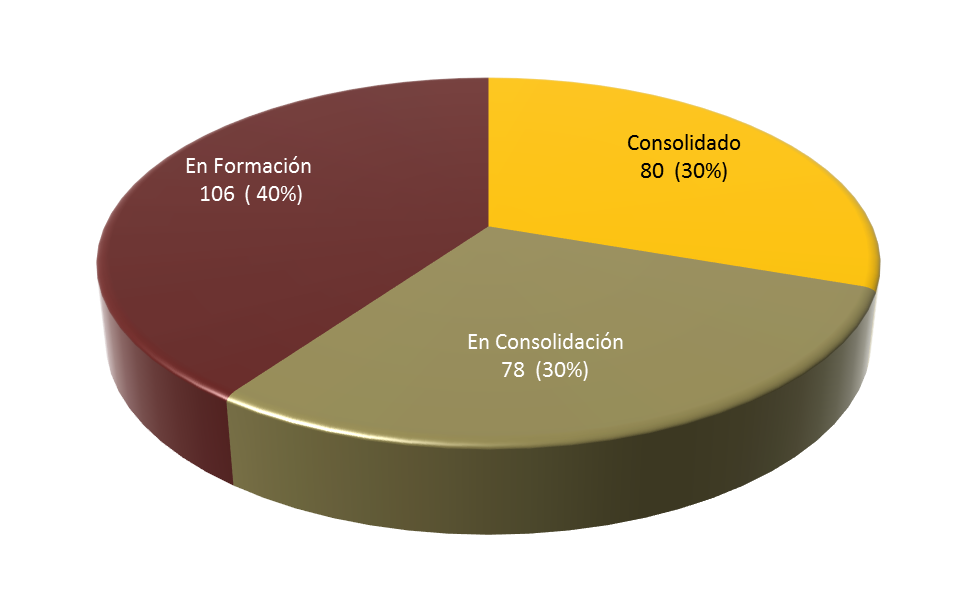 Consolidado
80 (30%)
En Formación
106 ( 40%)
En Consolidación
78 (30%)